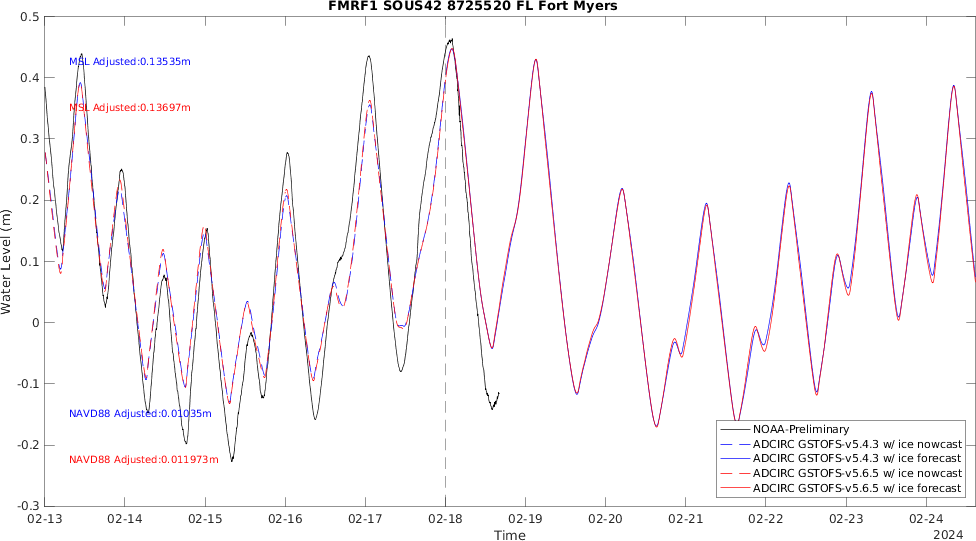 FMRF1 SOUS42 8725520 FL Fort Myers
0.5
0.4
0.3
0.2
0.1
0
-0.1
-0.2
-0.3
Water Level (m)
MSL Adjusted:0.13535m
MSL Adjusted:0.13697m
NAVD88 Adjusted:0.01035m
NAVD88 Adjusted:0.011973m
NOAA-Preliminary
ADCIRC GSTOFS-v5.4.3 w/ ice nowcast
ADCIRC GSTOFS-v5.4.3 w/ ice forecast
ADCIRC GSTOFS-v5.6.5 w/ ice nowcast
ADCIRC GSTOFS-v5.6.5 w/ ice forecast
02-13 02-14 02-15 02-16 02-17 02-18 02-19 02-20 02-21 02-22 02-23 02-24
Time
2024